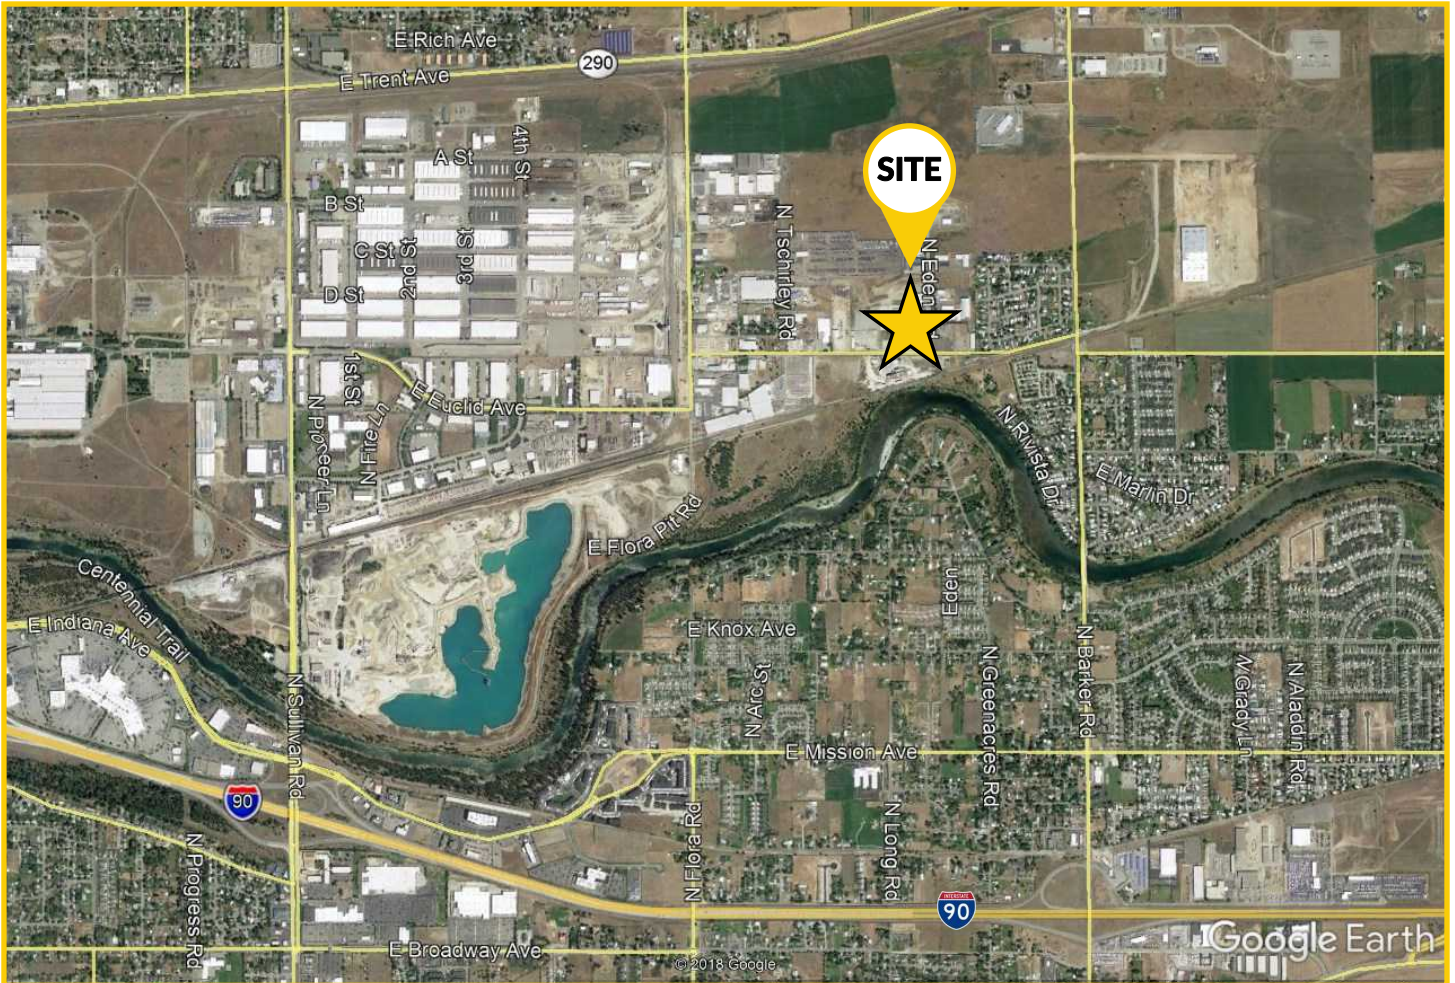 E Rich Ave
290
E Trent Ave
4th St
A St
SITE
B St
C St
2nd St
3rd St
N Tschirley Rd
N Eden
D St
1st St
E Euclid Ave
N Pioneer Ln
N Fire Ln
N Rivista Dr
E Marlin Dr
E Flora Pit Rd
Centennial Trail
E Indiana Ave
Eden
E Knox Ave
N Arc St
N Greenacres Rd
N Barker Rd
N Grady Ln
N Aladdin Rd
N Sullivan Rd
E Mission Ave
90
N Progress Rd
N Flora Rd
N Long Rd
INTERSTATE
90
E Broadway Ave
© 2018 Google
Google Earth